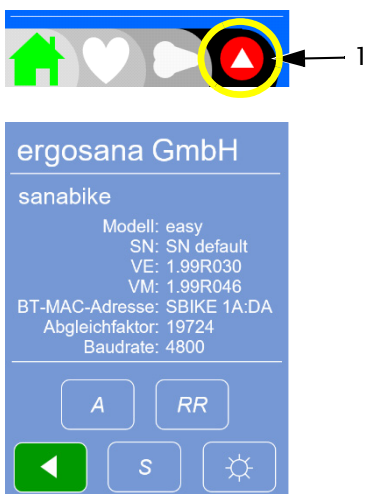 1
ergosana GmbH
sanabike
Modell: easy
SN: SN default
VE: 1.99R030
VM: 1.99R046
BT-MAC-Adresse: SBIKE 1A:DA
Abgleichfaktor: 19724
Baudrate: 4800
A RR
S